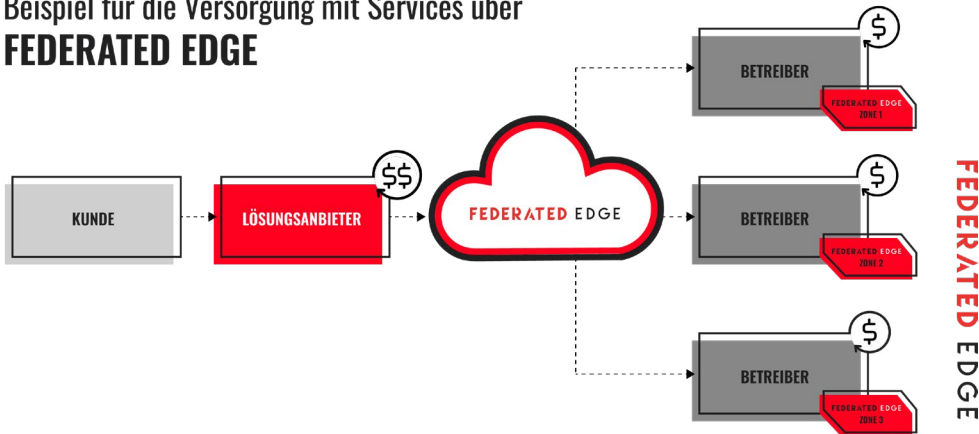 Beispiel für die Versorgung mit Services über
FEDERATED EDGE
KUNDE
LÖSUNGSANBIETER
$$
FEDERATED EDGE
$
BETREIBER
FEDERATED EDGE
ZONE 1
$
BETREIBER
FEDERATED EDGE
ZONE 2
$
BETREIBER
FEDERATED EDGE
ZONE 3
FEDERATED EDGE